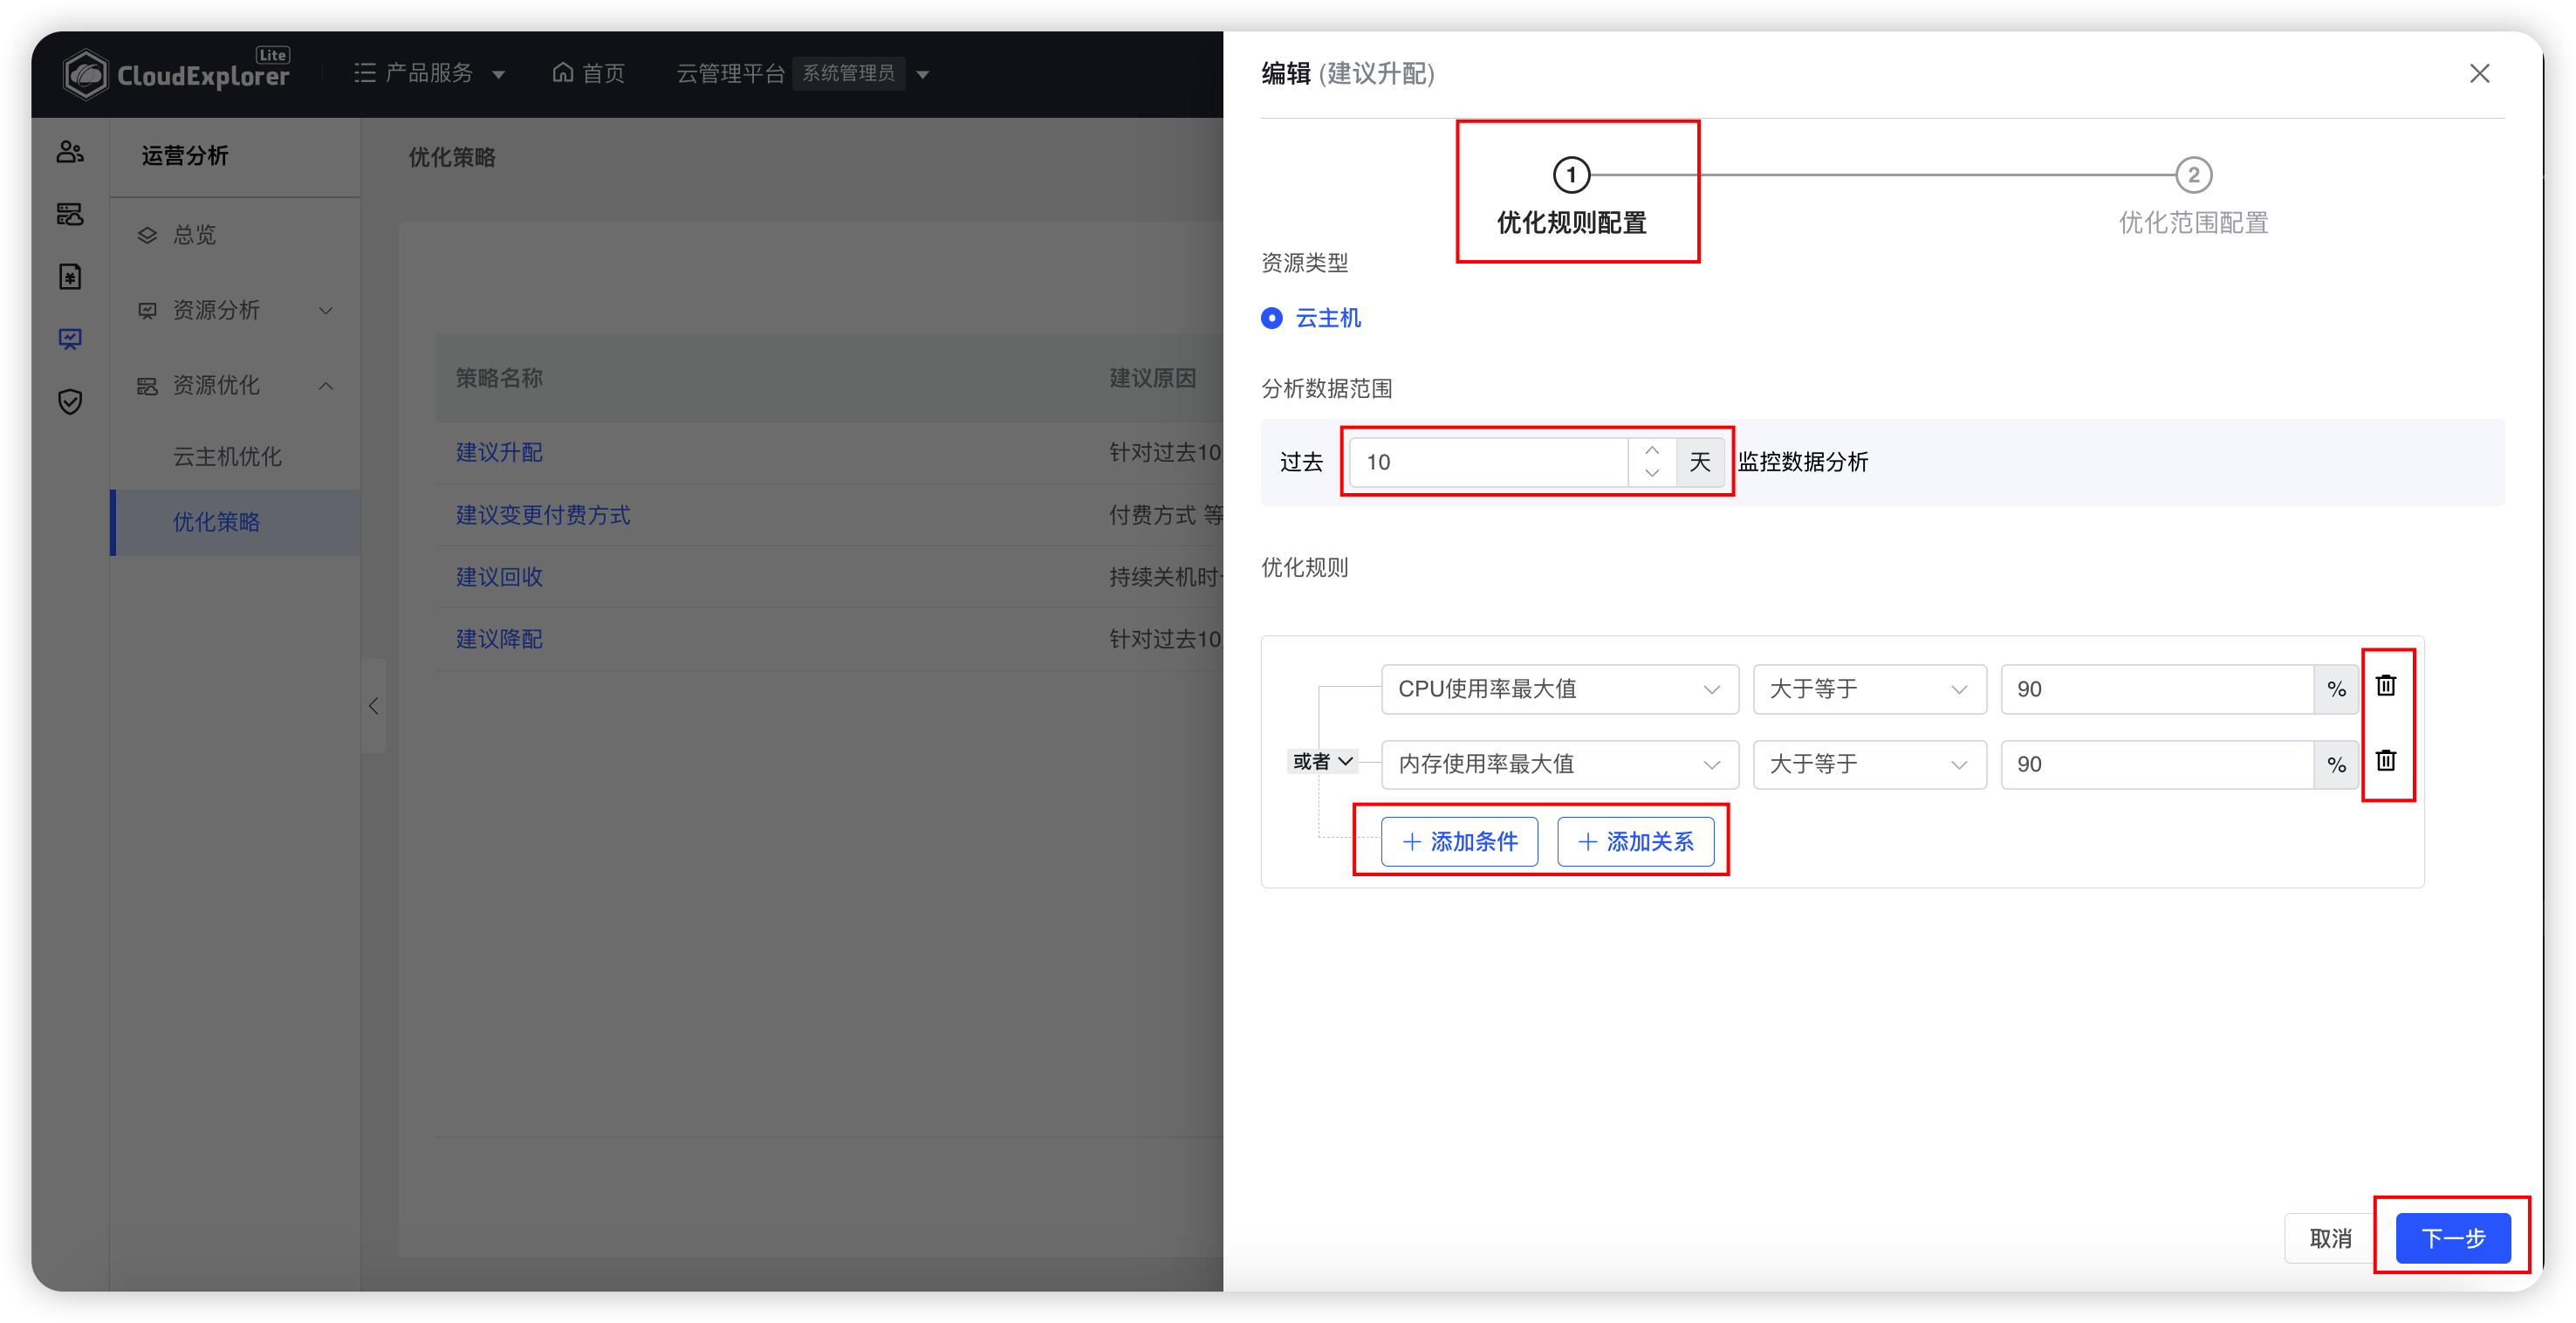 CloudExplorer Lite
产品服务
首页
云管理平台 系统管理员
运营分析
总览
资源分析
资源优化
云主机优化
优化策略
优化策略
策略名称 建议原因
建议升配 针对过去10
建议变更付费方式 付费方式 等
建议回收 持续关机时
建议降配 针对过去10
编辑 (建议升配)
1 2
优化规则配置 优化范围配置
资源类型
云主机
分析数据范围
过去 10 天 监控数据分析
优化规则
CPU使用率最大值 大于等于 90 %
或者 内存使用率最大值 大于等于 90 %
添加条件 添加关系
取消 下一步